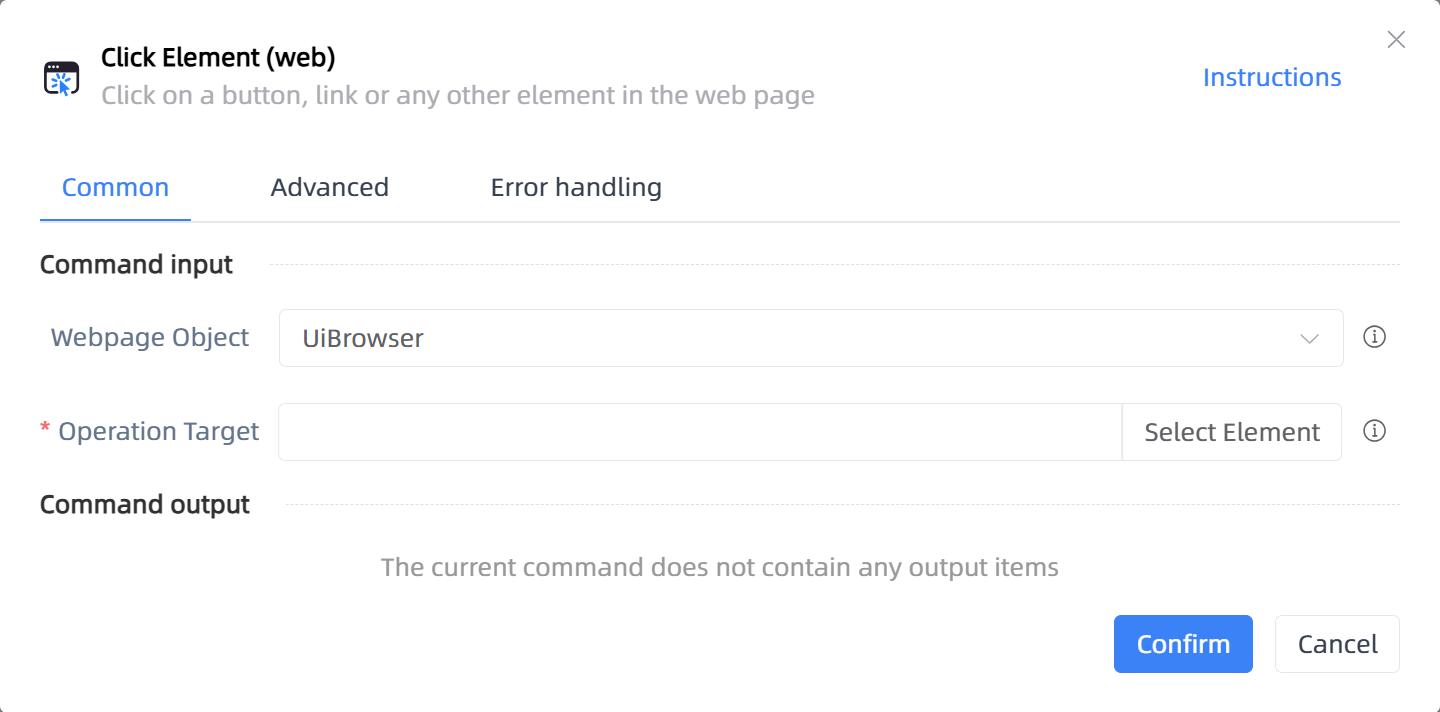 Click Element (web)
Click on a button, link or any other element in the web page
Instructions
Common Advanced Error handling
Command input
Webpage Object UiBrowser
* Operation Target Select Element
Command output
The current command does not contain any output items
Confirm Cancel